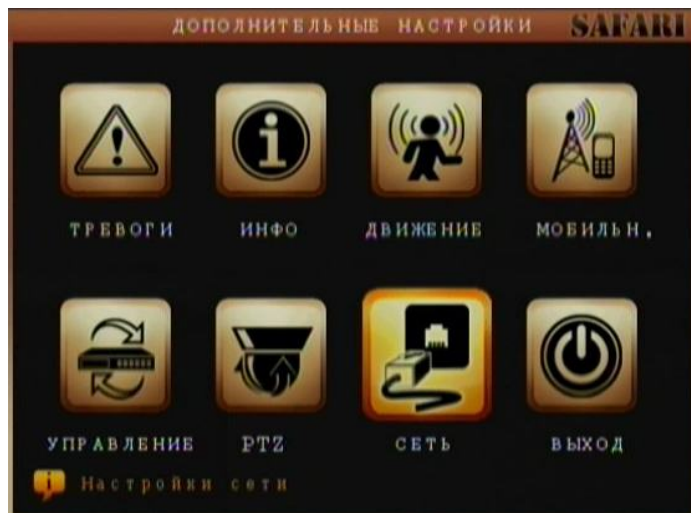 ДОПОЛНИТЕЛЬНЫЕ НАСТРОЙКИ SAFARI
ТРЕВОГИ ИНФО ДВИЖЕНИЕ МОБИЛЬН.
УПРАВЛЕНИЕ PTZ СЕТЬ ВЫХОД
Настройки сети